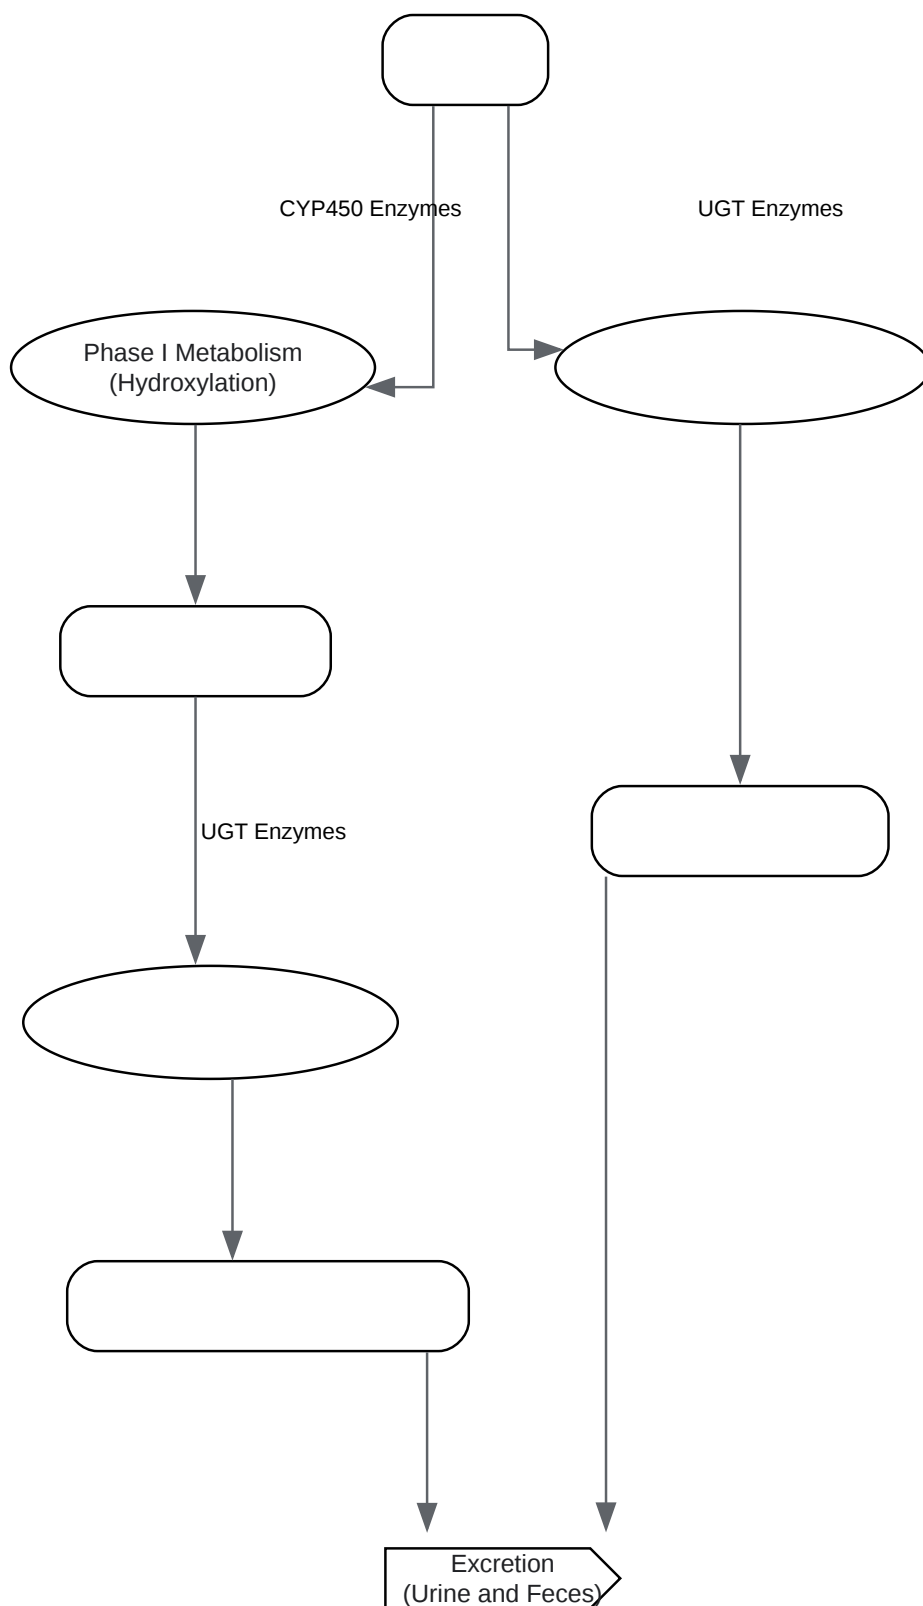 CYP450 Enzymes
UGT Enzymes
Phase I Metabolism
(Hydroxylation)
UGT Enzymes
Excretion
(Urine and Feces)